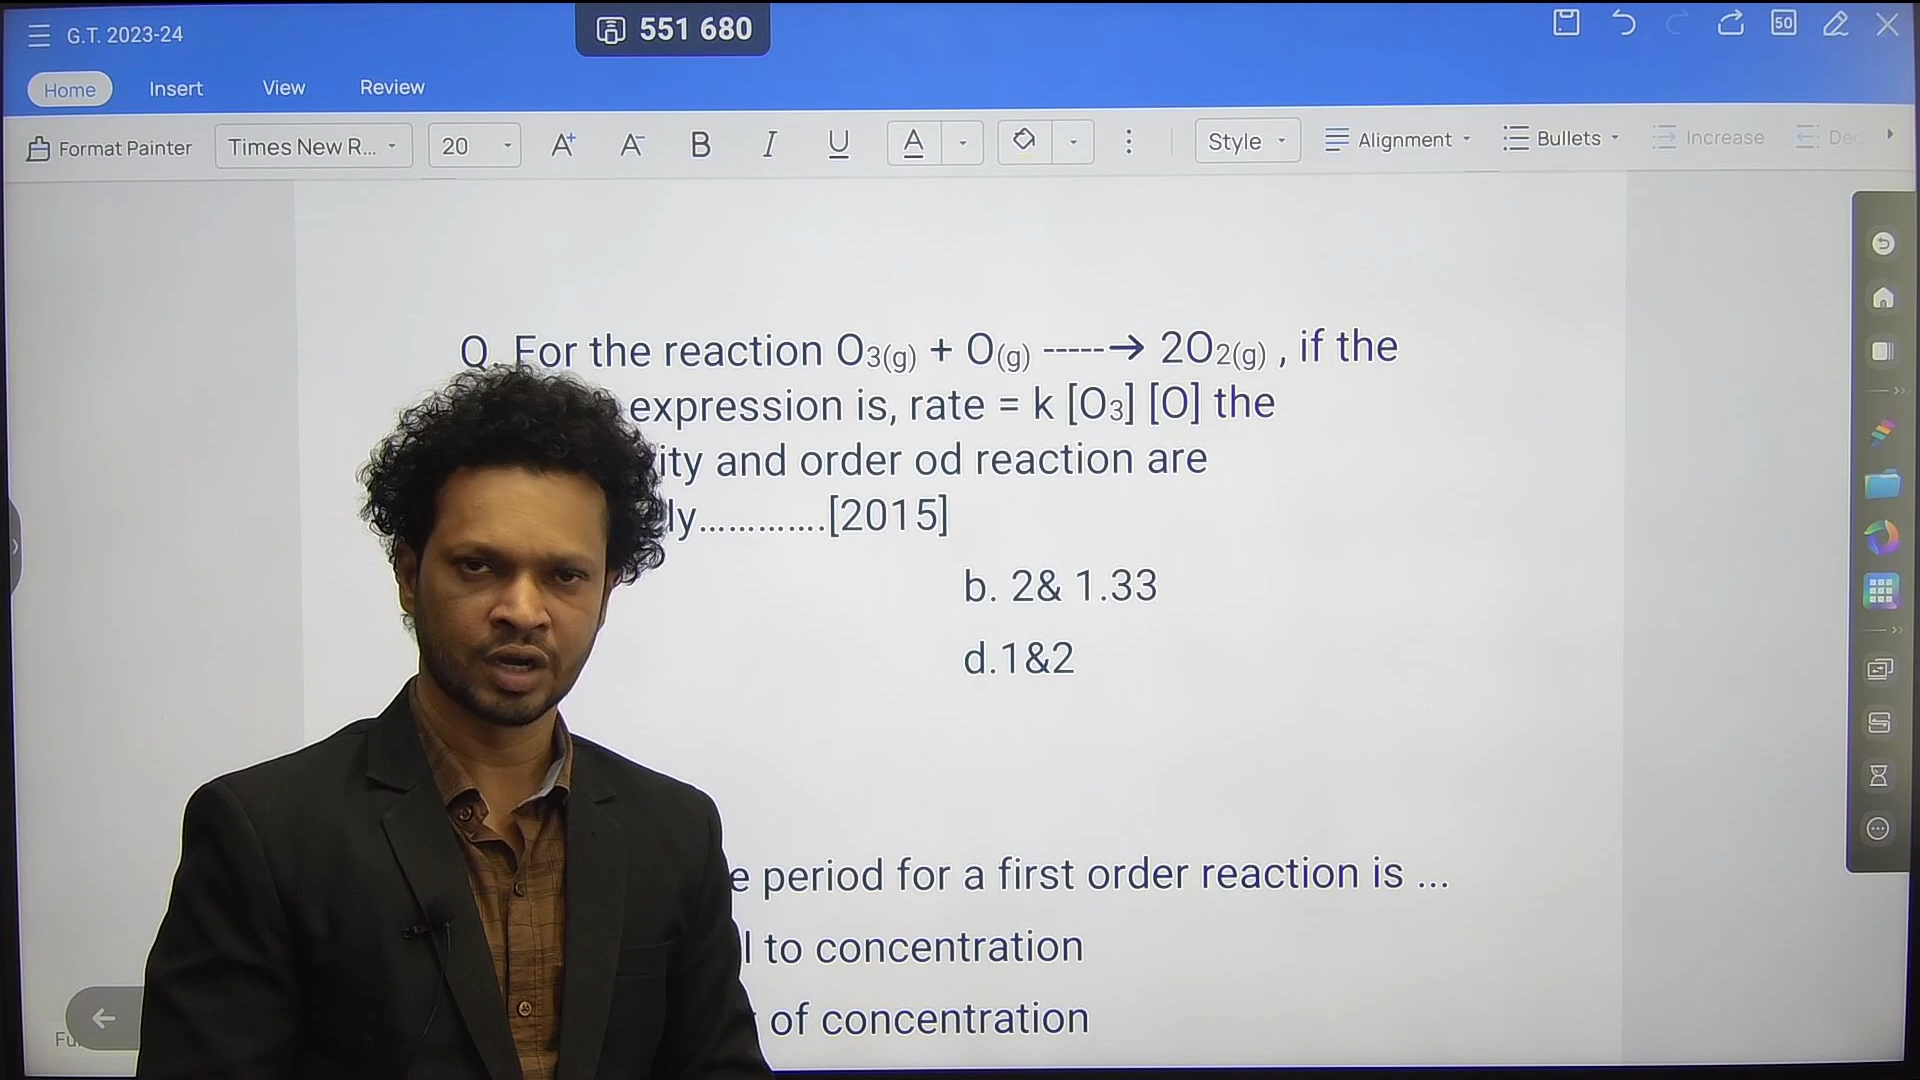 G.T. 2023-24
551 680
50
Home Insert View Review
Format Painter Times New R... 20 A+ A- B I U A Style Alignment Bullets Increase Dec
Q. For the reaction O3(g) + O(g) -----→ 2O2(g) , if the
expression is, rate = k [O3] [O] the
ity and order od reaction are
ly.............[2015]
b. 2& 1.33
d.1&2
e period for a first order reaction is ...
l to concentration
of concentration